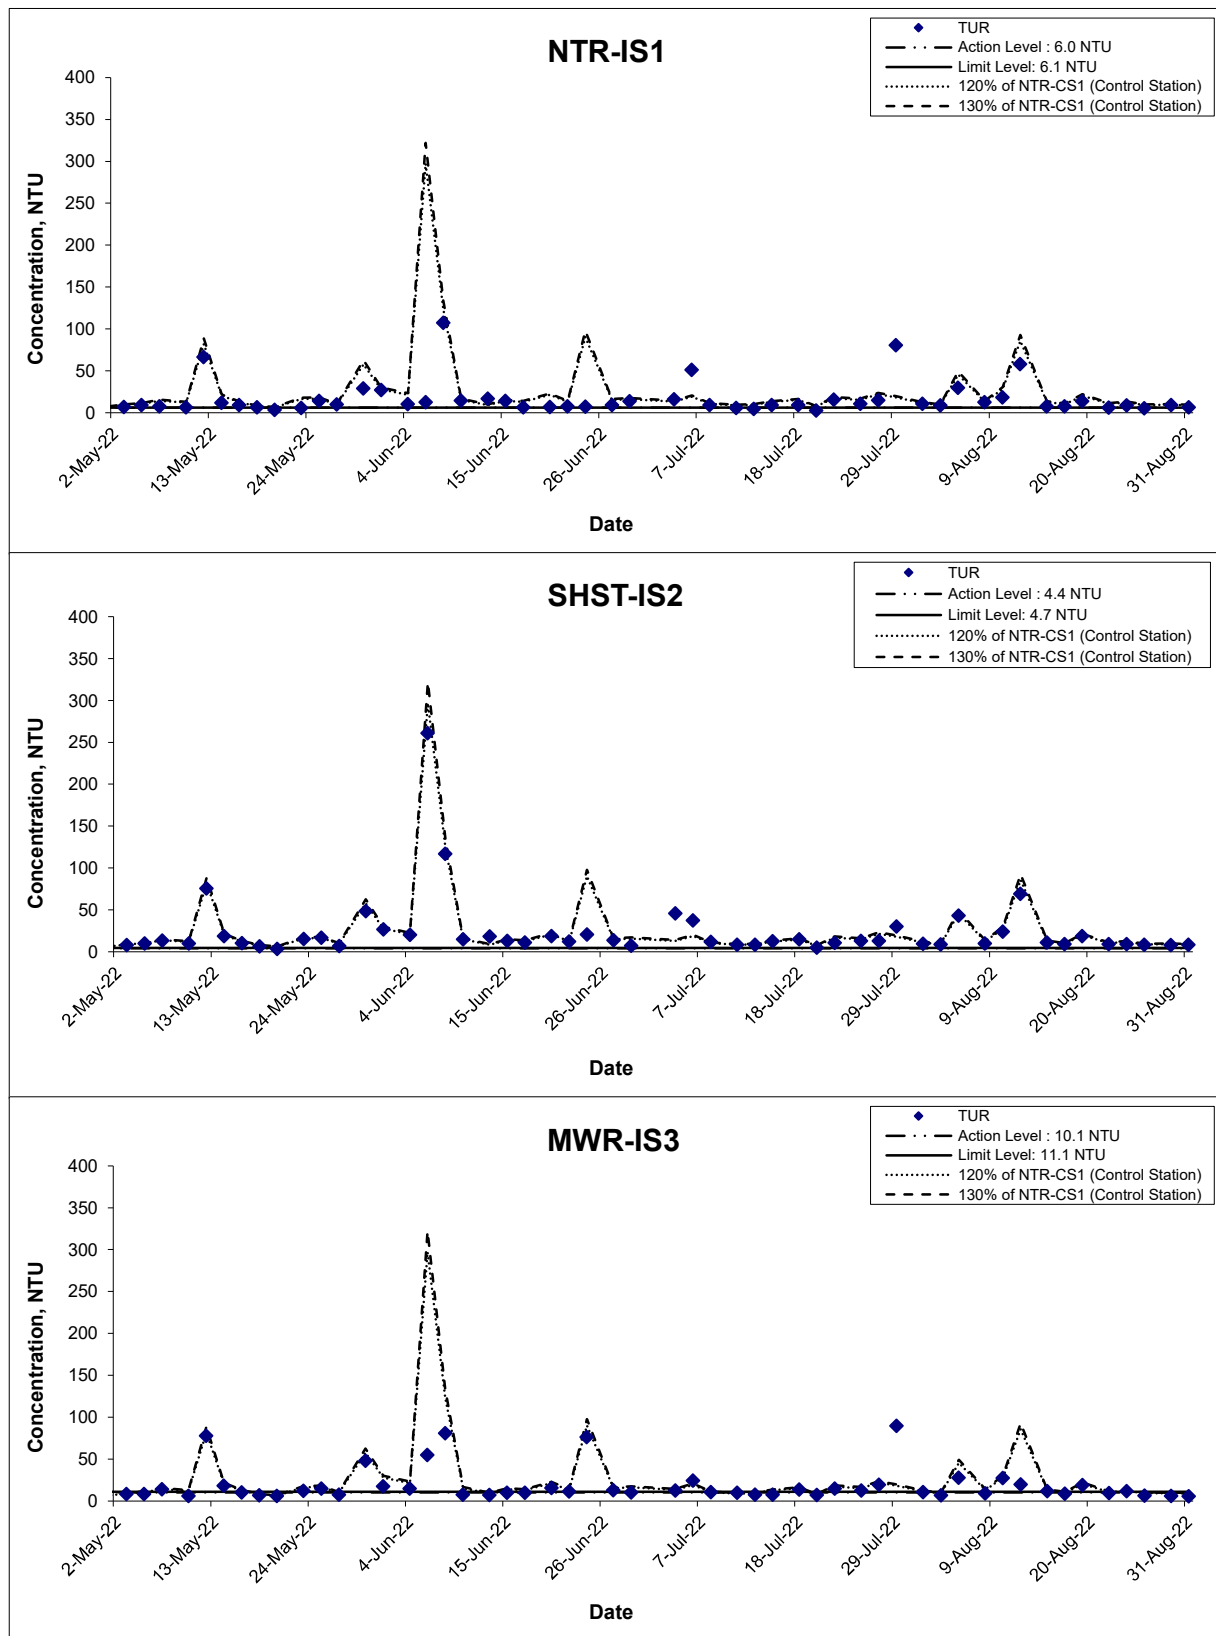 NTR-IS1
TUR
Action Level : 6.0 NTU
Limit Level: 6.1 NTU
120% of NTR-CS1 (Control Station)
130% of NTR-CS1 (Control Station)
Concentration, NTU
400
350
300
250
200
150
100
50
0
2-May-22
13-May-22
24-May-22
4-Jun-22
15-Jun-22
26-Jun-22
7-Jul-22
18-Jul-22
29-Jul-22
9-Aug-22
20-Aug-22
31-Aug-22
Date
SHST-IS2
TUR
Action Level : 4.4 NTU
Limit Level: 4.7 NTU
120% of NTR-CS1 (Control Station)
130% of NTR-CS1 (Control Station)
Concentration, NTU
400
350
300
250
200
150
100
50
0
2-May-22
13-May-22
24-May-22
4-Jun-22
15-Jun-22
26-Jun-22
7-Jul-22
18-Jul-22
29-Jul-22
9-Aug-22
20-Aug-22
31-Aug-22
Date
MWR-IS3
TUR
Action Level : 10.1 NTU
Limit Level: 11.1 NTU
120% of NTR-CS1 (Control Station)
130% of NTR-CS1 (Control Station)
Concentration, NTU
400
350
300
250
200
150
100
50
0
2-May-22
13-May-22
24-May-22
4-Jun-22
15-Jun-22
26-Jun-22
7-Jul-22
18-Jul-22
29-Jul-22
9-Aug-22
20-Aug-22
31-Aug-22
Date